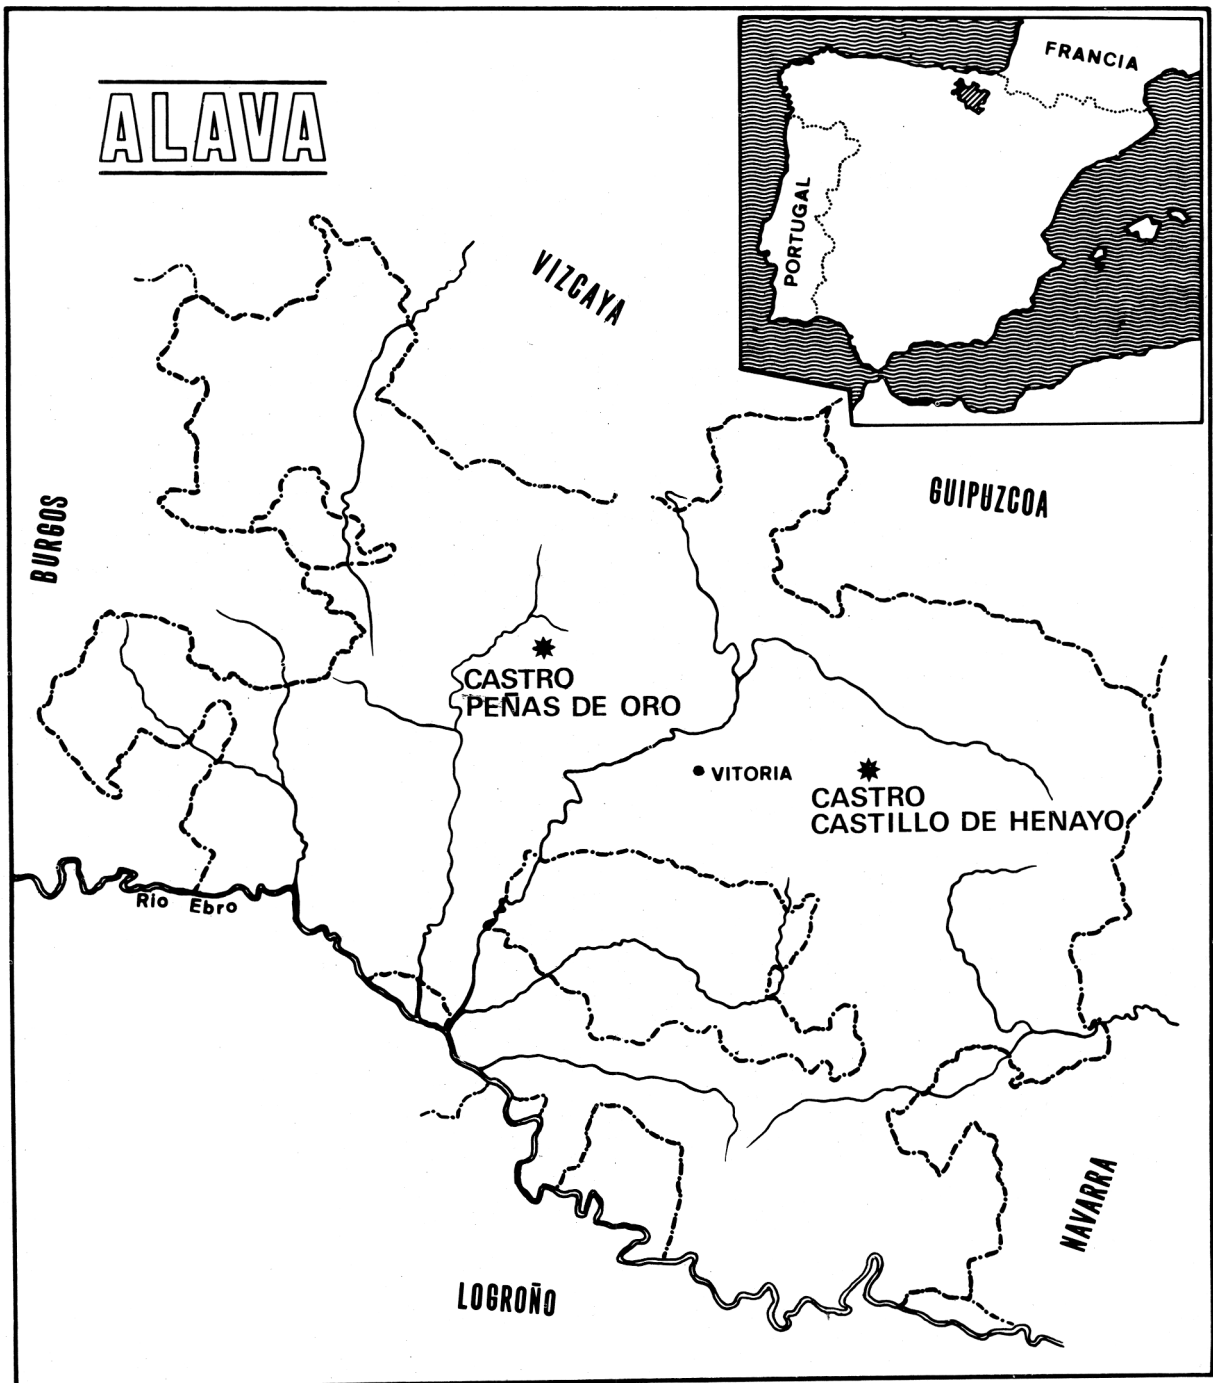 ALAVA
FRANCIA
PORTUGAL
VIZCAYA
GUIPUZCOA
BURGOS
CASTRO
PEÑAS DE ORO
VITORIA
CASTRO
CASTILLO DE HENAYO
Rio Ebro
NAVARRA
LOGROÑO